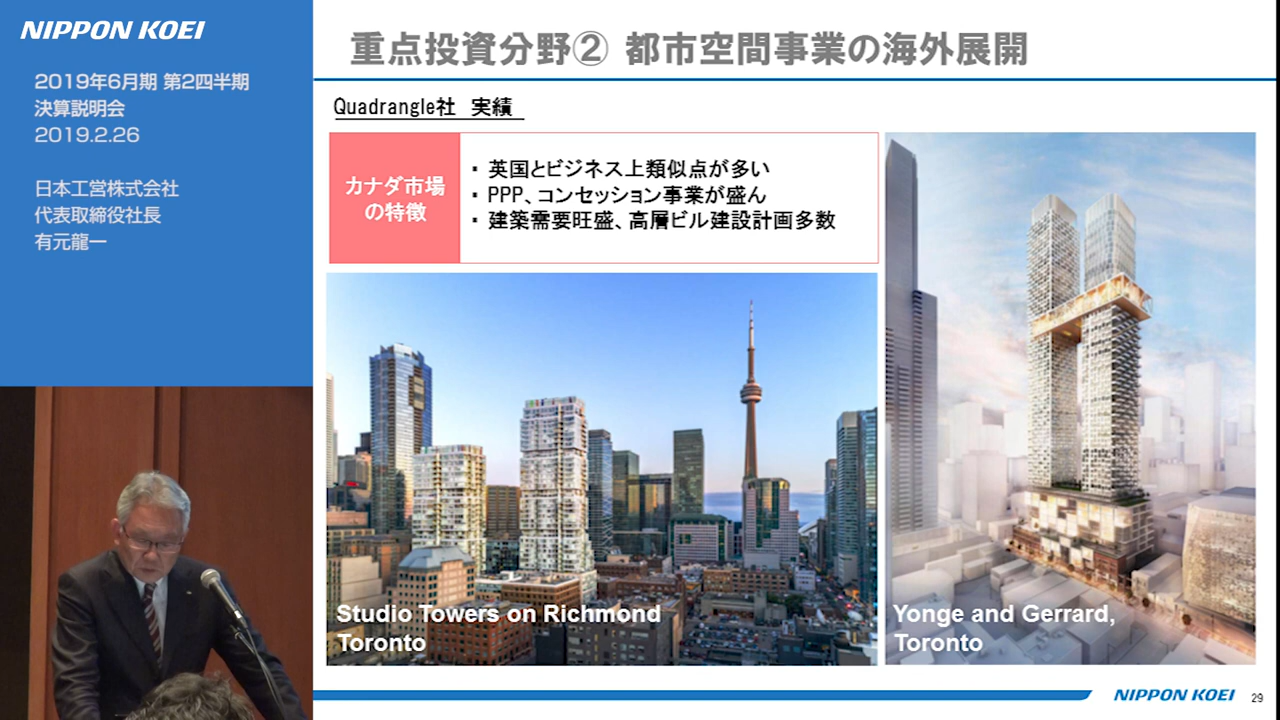 NIPPON KOEI
2019年6月期 第2四半期
決算説明会
2019.2.26
日本工営株式会社
代表取締役社長
有元龍一
重点投資分野② 都市空間事業の海外展開
Quadrangle社 実績
カナダ市場
の特徴
・ 英国とビジネス上類似点が多い
・ PPP、コンセッション事業が盛ん
・ 建築需要旺盛、高層ビル建設計画多数
Studio Towers on Richmond
Toronto
Yonge and Gerrard,
Toronto
NIPPON KOEI
29